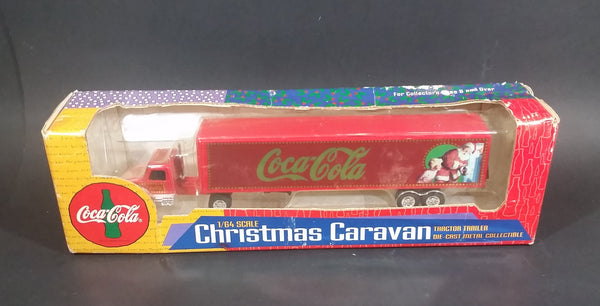 For Collectors Age 8 and Over
Coca-Cola
Coca-Cola
1/64 SCALE
Christmas Caravan
TRACTOR TRAILER
DIE-CAST METAL COLLECTIBLE